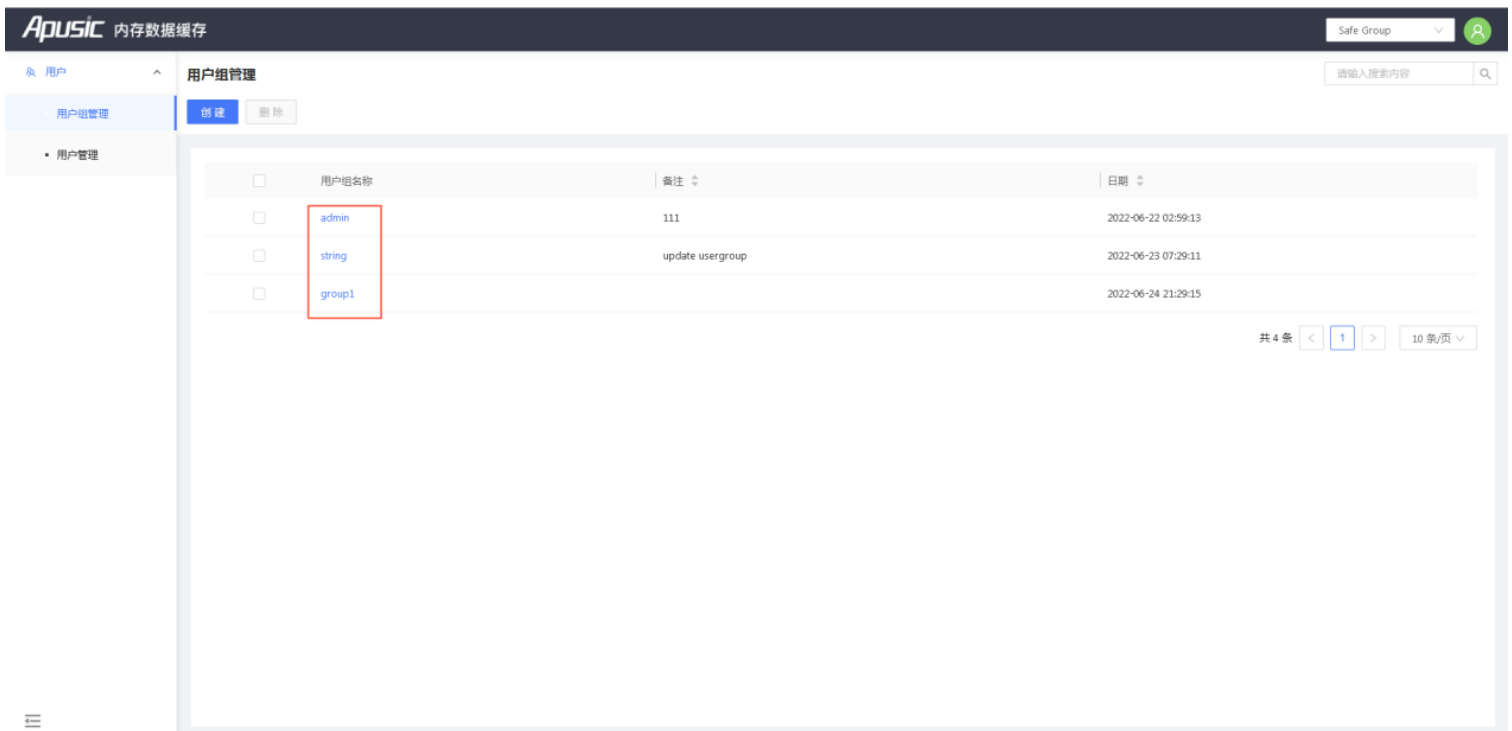 Apusic 内存数据缓存
Safe Group
用户
用户组管理
请输入搜索内容
用户组管理
创建 删除
用户管理
用户组名称 备注 日期
admin 111 2022-06-22 02:59:13
string update usergroup 2022-06-23 07:29:11
group1 2022-06-24 21:29:15
共 4 条 < 1 > 10 条/页